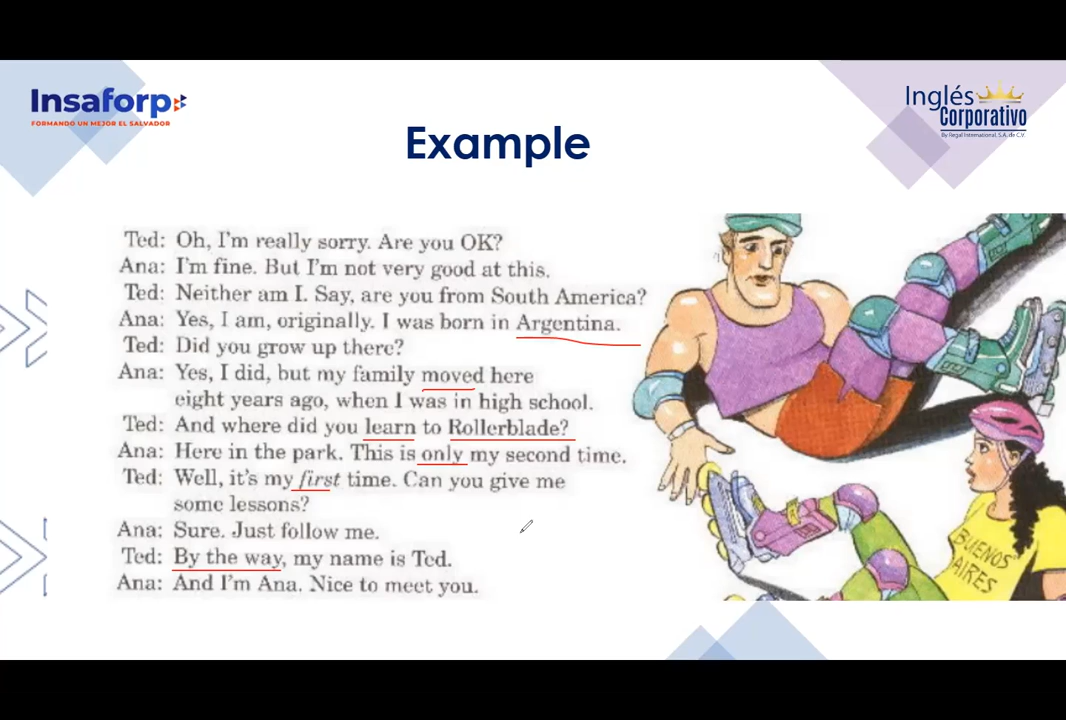 Insaforp
FORMANDO UN MEJOR EL SALVADOR
Inglés
Corporativo
By Regal International, S.A. de C.V.
Example
Ted: Oh, I'm really sorry. Are you OK?
Ana: I'm fine. But I'm not very good at this.
Ted: Neither am I. Say, are you from South America?
Ana: Yes, I am, originally. I was born in Argentina.
Ted: Did you grow up there?
Ana: Yes, I did, but my family moved here
eight years ago, when I was in high school.
Ted: And where did you learn to Rollerblade?
Ana: Here in the park. This is only my second time.
Ted: Well, it's my first time. Can you give me
some lessons?
Ana: Sure. Just follow me.
Ted: By the way, my name is Ted.
Ana: And I'm Ana. Nice to meet you.
BUENOS
AIRES